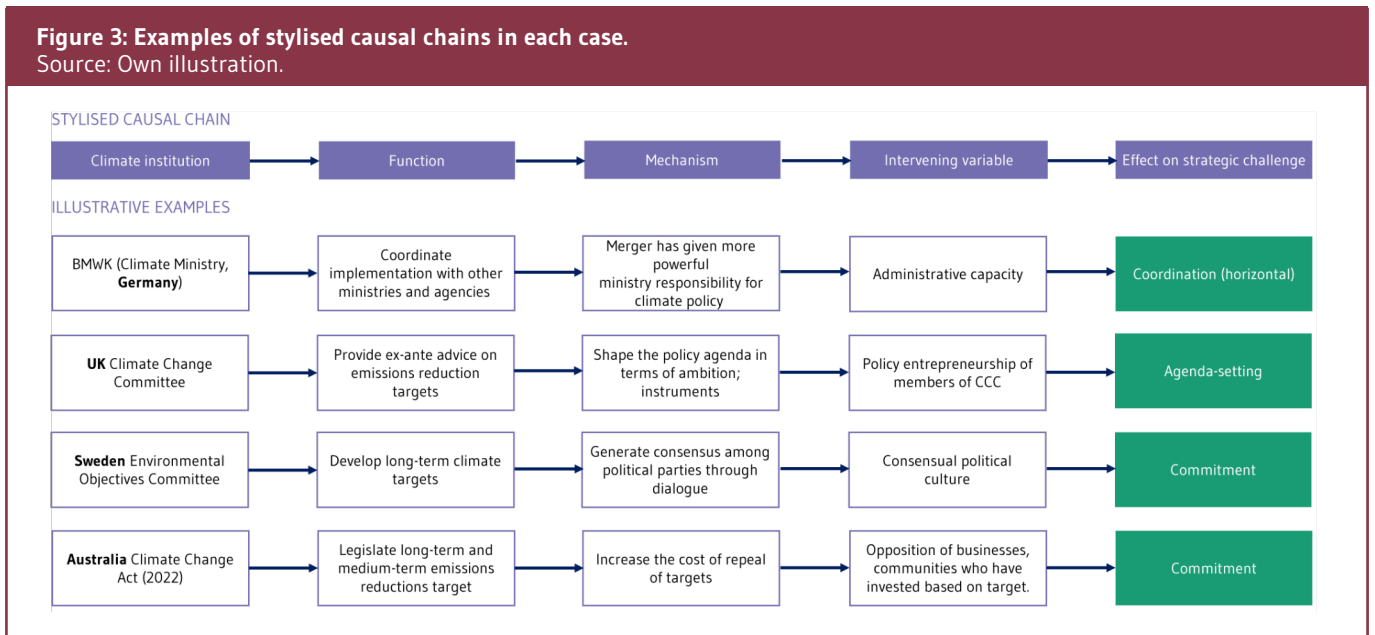 Figure 3: Examples of stylised causal chains in each case.
Source: Own illustration.
STYLISED CAUSAL CHAIN
Climate institution
Function
Mechanism
Intervening variable
Effect on strategic challenge
ILLUSTRATIVE EXAMPLES
BMWK (Climate Ministry,
Germany)
Coordinate
implementation with other
ministries and agencies
Merger has given more
powerful
ministry responsibility for
climate policy
Administrative capacity
Coordination (horizontal)
UK Climate Change
Committee
Provide ex-ante advice on
emissions reduction
targets
Shape the policy agenda in
terms of ambition;
instruments
Policy entrepreneurship of
members of CCC
Agenda-setting
Sweden Environmental
Objectives Committee
Develop long-term climate
targets
Generate consensus among
political parties through
dialogue
Consensual political
culture
Commitment
Australia Climate Change
Act (2022)
Legislate long-term and
medium-term emissions
reductions target
Increase the cost of repeal
of targets
Opposition of businesses,
communities who have
invested based on target.
Commitment